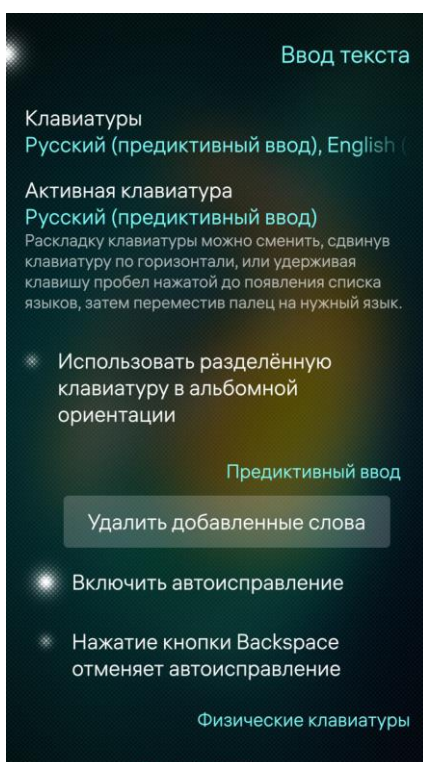 Ввод текста
Клавиатуры
Русский (предиктивный ввод), English (
Активная клавиатура
Русский (предиктивный ввод)
Раскладку клавиатуры можно сменить, сдвинув
клавиатуру по горизонтали, или удерживая
клавишу пробел нажатой до появления списка
языков, затем переместив палец на нужный язык.
Использовать разделённую
клавиатуру в альбомной
ориентации
Предиктивный ввод
Удалить добавленные слова
Включить автоисправление
Нажатие кнопки Backspace
отменяет автоисправление
Физические клавиатуры